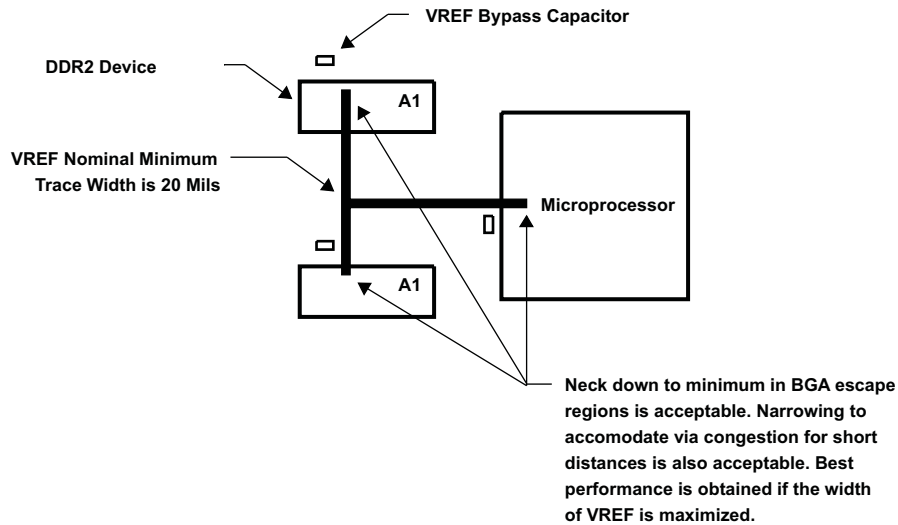 VREF Bypass Capacitor
DDR2 Device
A1
VREF Nominal Minimum
Trace Width is 20 Mils
Microprocessor
A1
Neck down to minimum in BGA escape
regions is acceptable. Narrowing to
accomodate via congestion for short
distances is also acceptable. Best
performance is obtained if the width
of VREF is maximized.